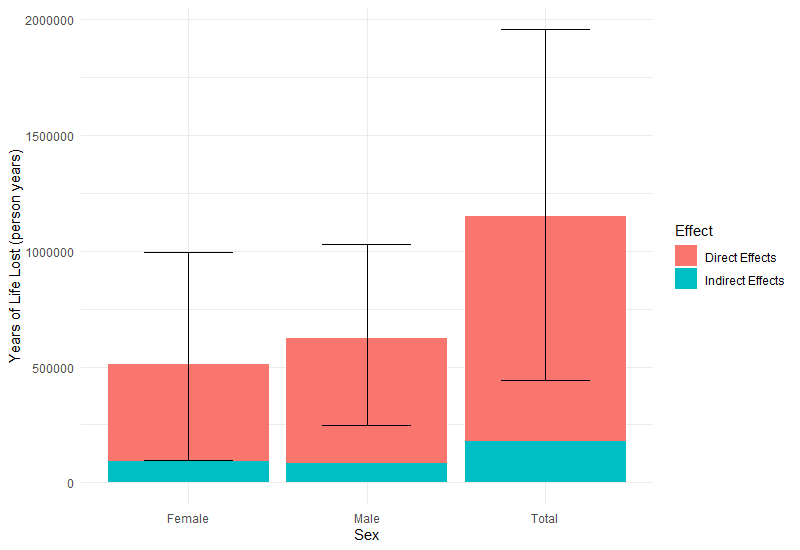 Years of Life Lost (person years)
2000000
1500000
1000000
500000
0
Female
Male
Total
Sex
Effect
Direct Effects
Indirect Effects